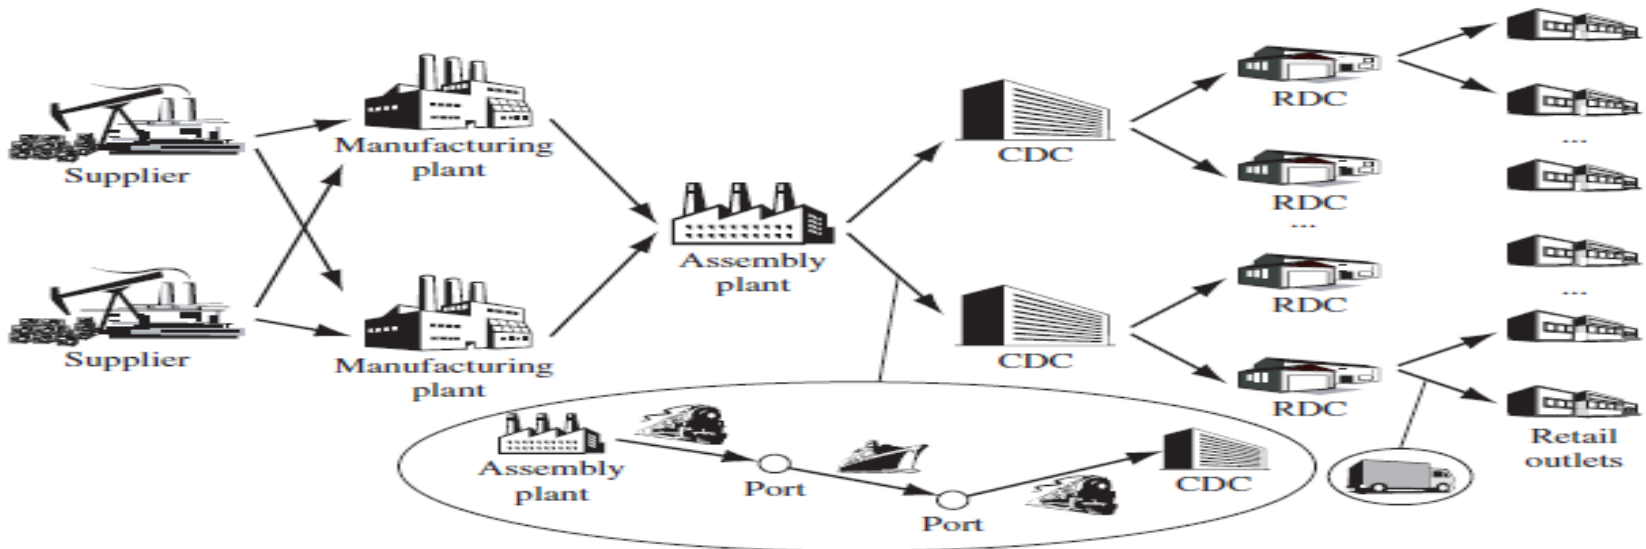 Supplier
Supplier
Manufacturing
plant
Manufacturing
plant
Assembly
plant
CDC
CDC
RDC
RDC
...
RDC
RDC
...
...
Retail
outlets
Assembly
plant
Port
Port
CDC